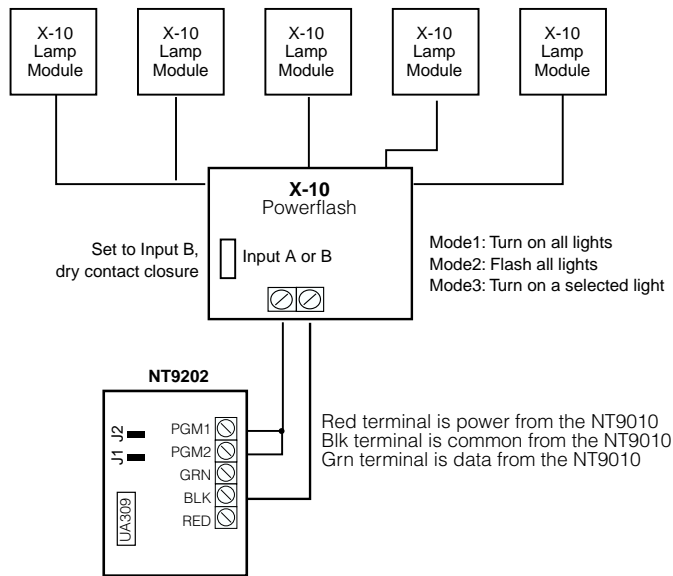 X-10
Lamp
Module
X-10
Lamp
Module
X-10
Lamp
Module
X-10
Lamp
Module
X-10
Lamp
Module
X-10
Powerflash
Set to Input B,
dry contact closure
Input A or B
Mode1: Turn on all lights
Mode2: Flash all lights
Mode3: Turn on a selected light
NT9202
J2
J1
UA309
PGM1
PGM2
GRN
BLK
RED
Red terminal is power from the NT9010
Blk terminal is common from the NT9010
Grn terminal is data from the NT9010